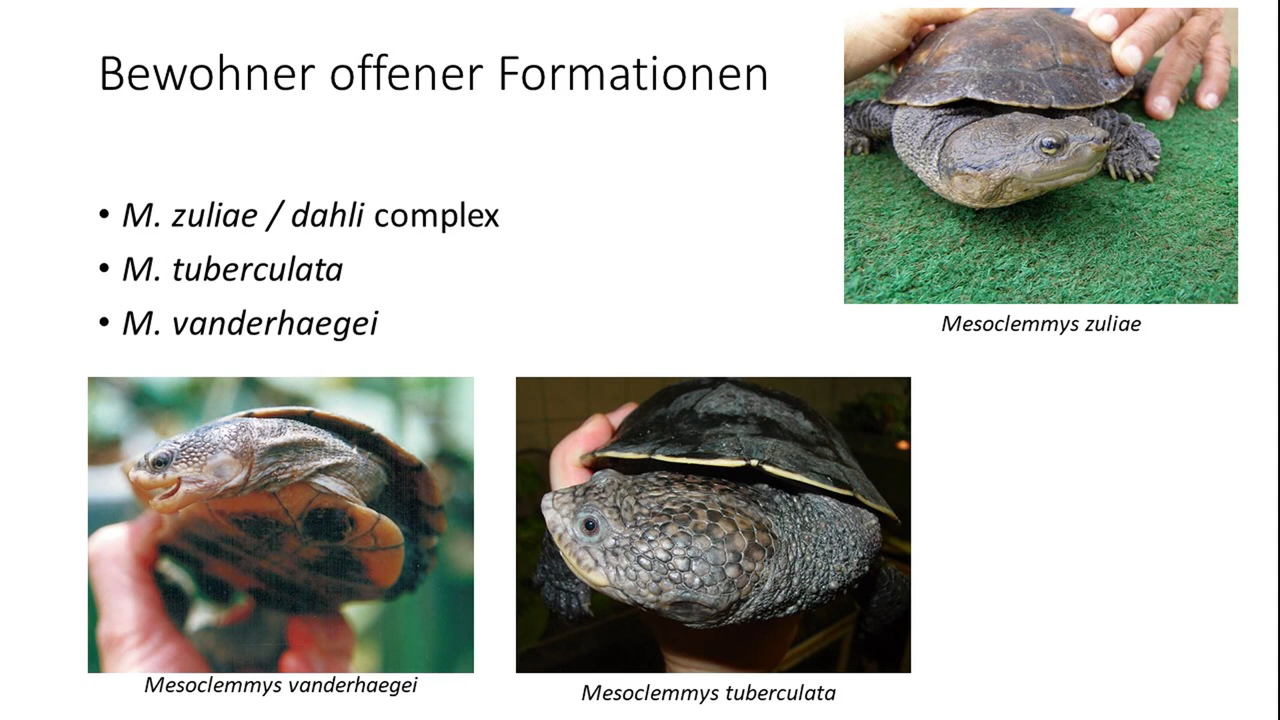 Bewohner offener Formationen
• M. zuliae / dahli complex
• M. tuberculata
• M. vanderhaegei
Mesoclemmys zuliae
Mesoclemmys vanderhaegei
Mesoclemmys tuberculata